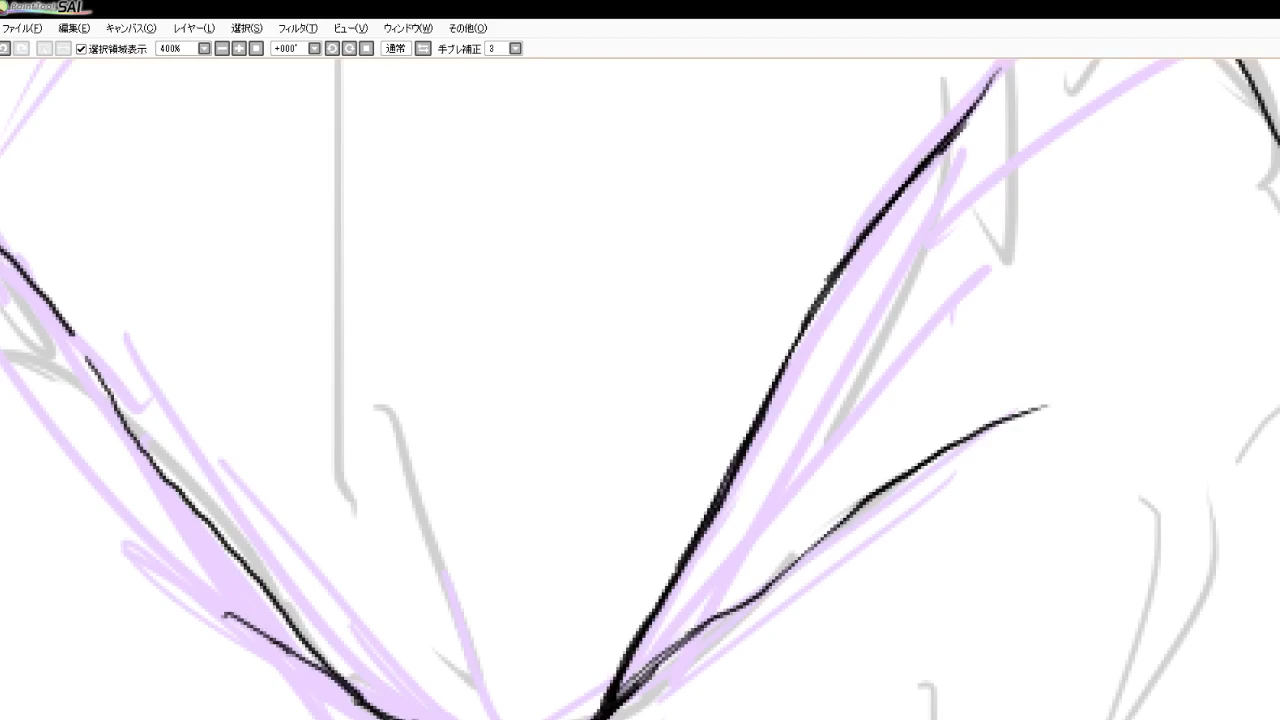 PaintTool SAI
ファイル(F) 編集(E) キャンバス(C) レイヤー(L) 選択(S) フィルタ(T) ビュー(V) ウィンドウ(W) その他(O)
選択領域表示 400% +000° 通常 手ブレ補正 3